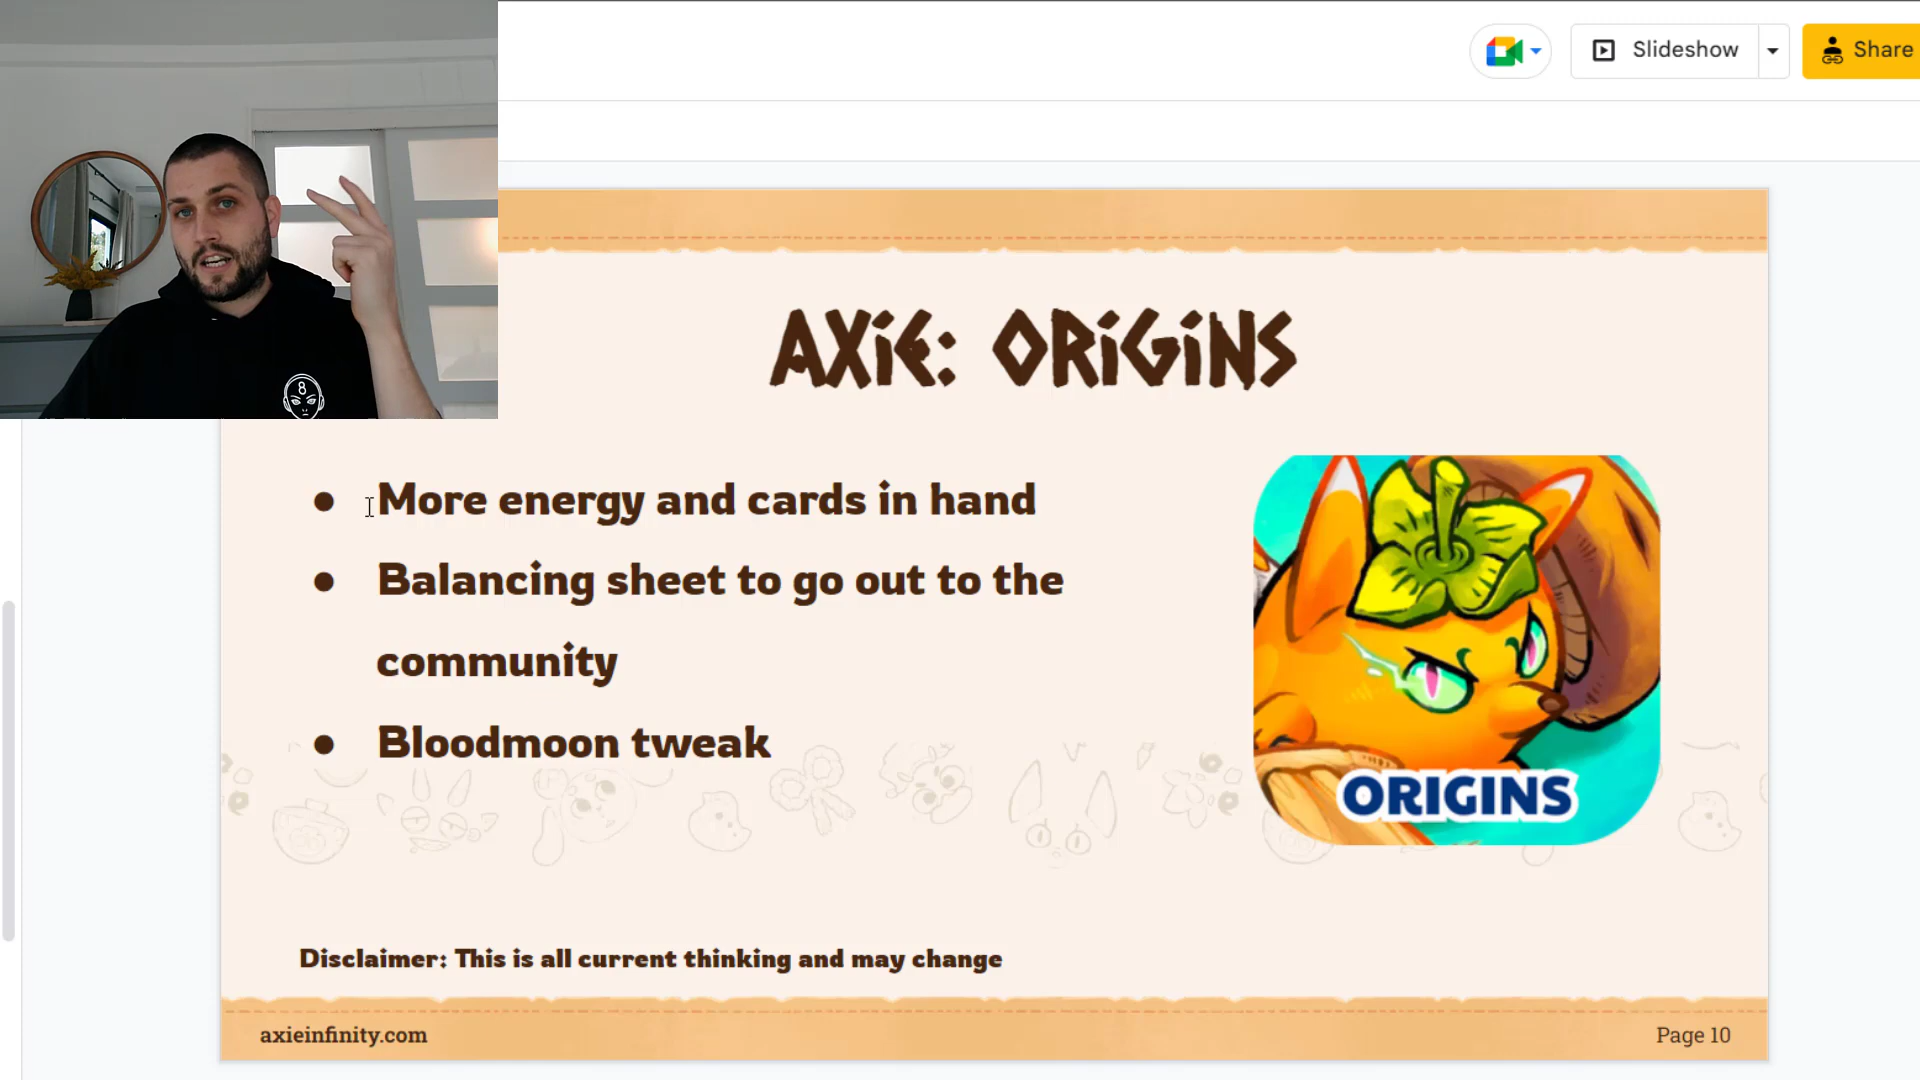 Slideshow
Share
8
AXiE: ORiGiNS
● More energy and cards in hand
● Balancing sheet to go out to the
community
● Bloodmoon tweak
ORIGINS
Disclaimer: This is all current thinking and may change
axieinfinity.com
Page 10